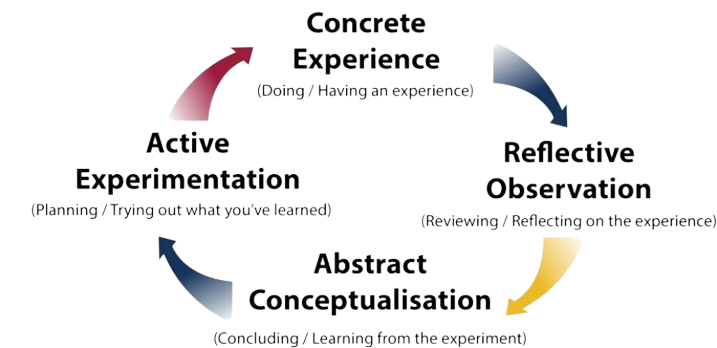 Concrete
Experience
(Doing / Having an experience)
Reflective
Observation
(Reviewing / Reflecting on the experience)
Abstract
Conceptualisation
(Concluding / Learning from the experiment)
Active
Experimentation
(Planning / Trying out what you've learned)